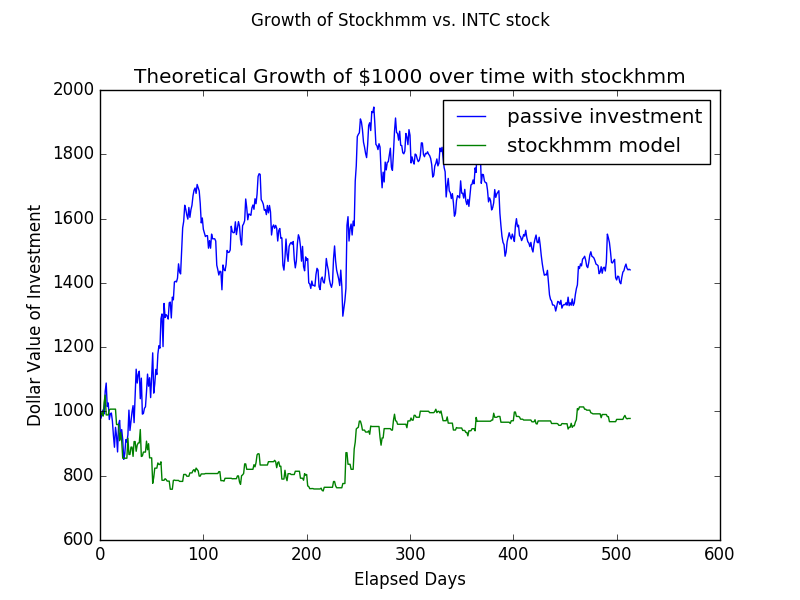 Growth of Stockhmm vs. INTC stock
Theoretical Growth of $1000 over time with stockhmm
2000
1800
1600
1400
1200
1000
800
600
Dollar Value of Investment
passive investment
stockhmm model
0 100 200 300 400 500 600
Elapsed Days